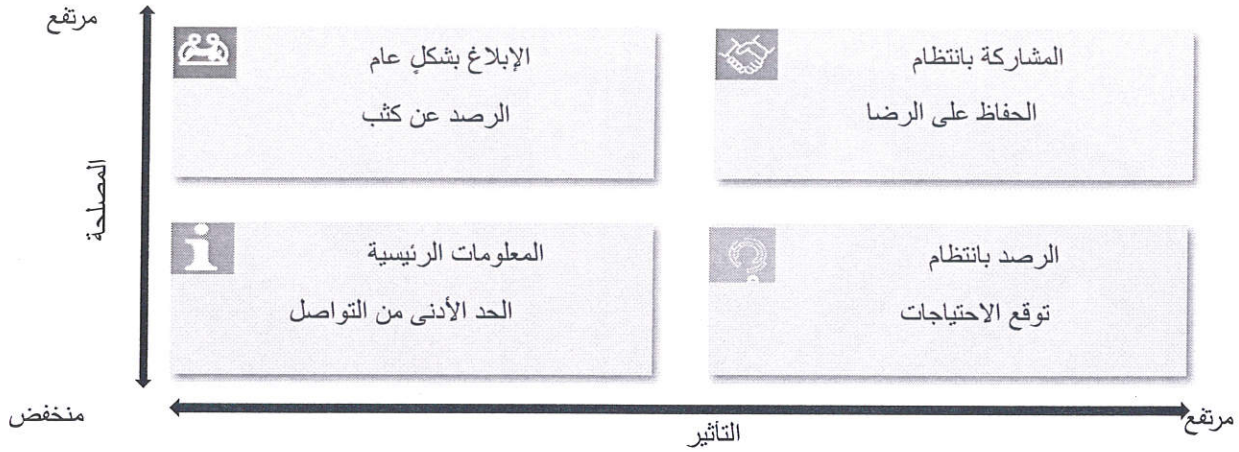 مرتفع
المشاركة بانتظام
الحفاظ على الرضا
الإبلاغ بشكلٍ عام
الرصد عن كثب
المصلحة
الرصد بانتظام
توقع الاحتياجات
المعلومات الرئيسية
الحد الأدنى من التواصل
منخفض
مرتفع
التأثير